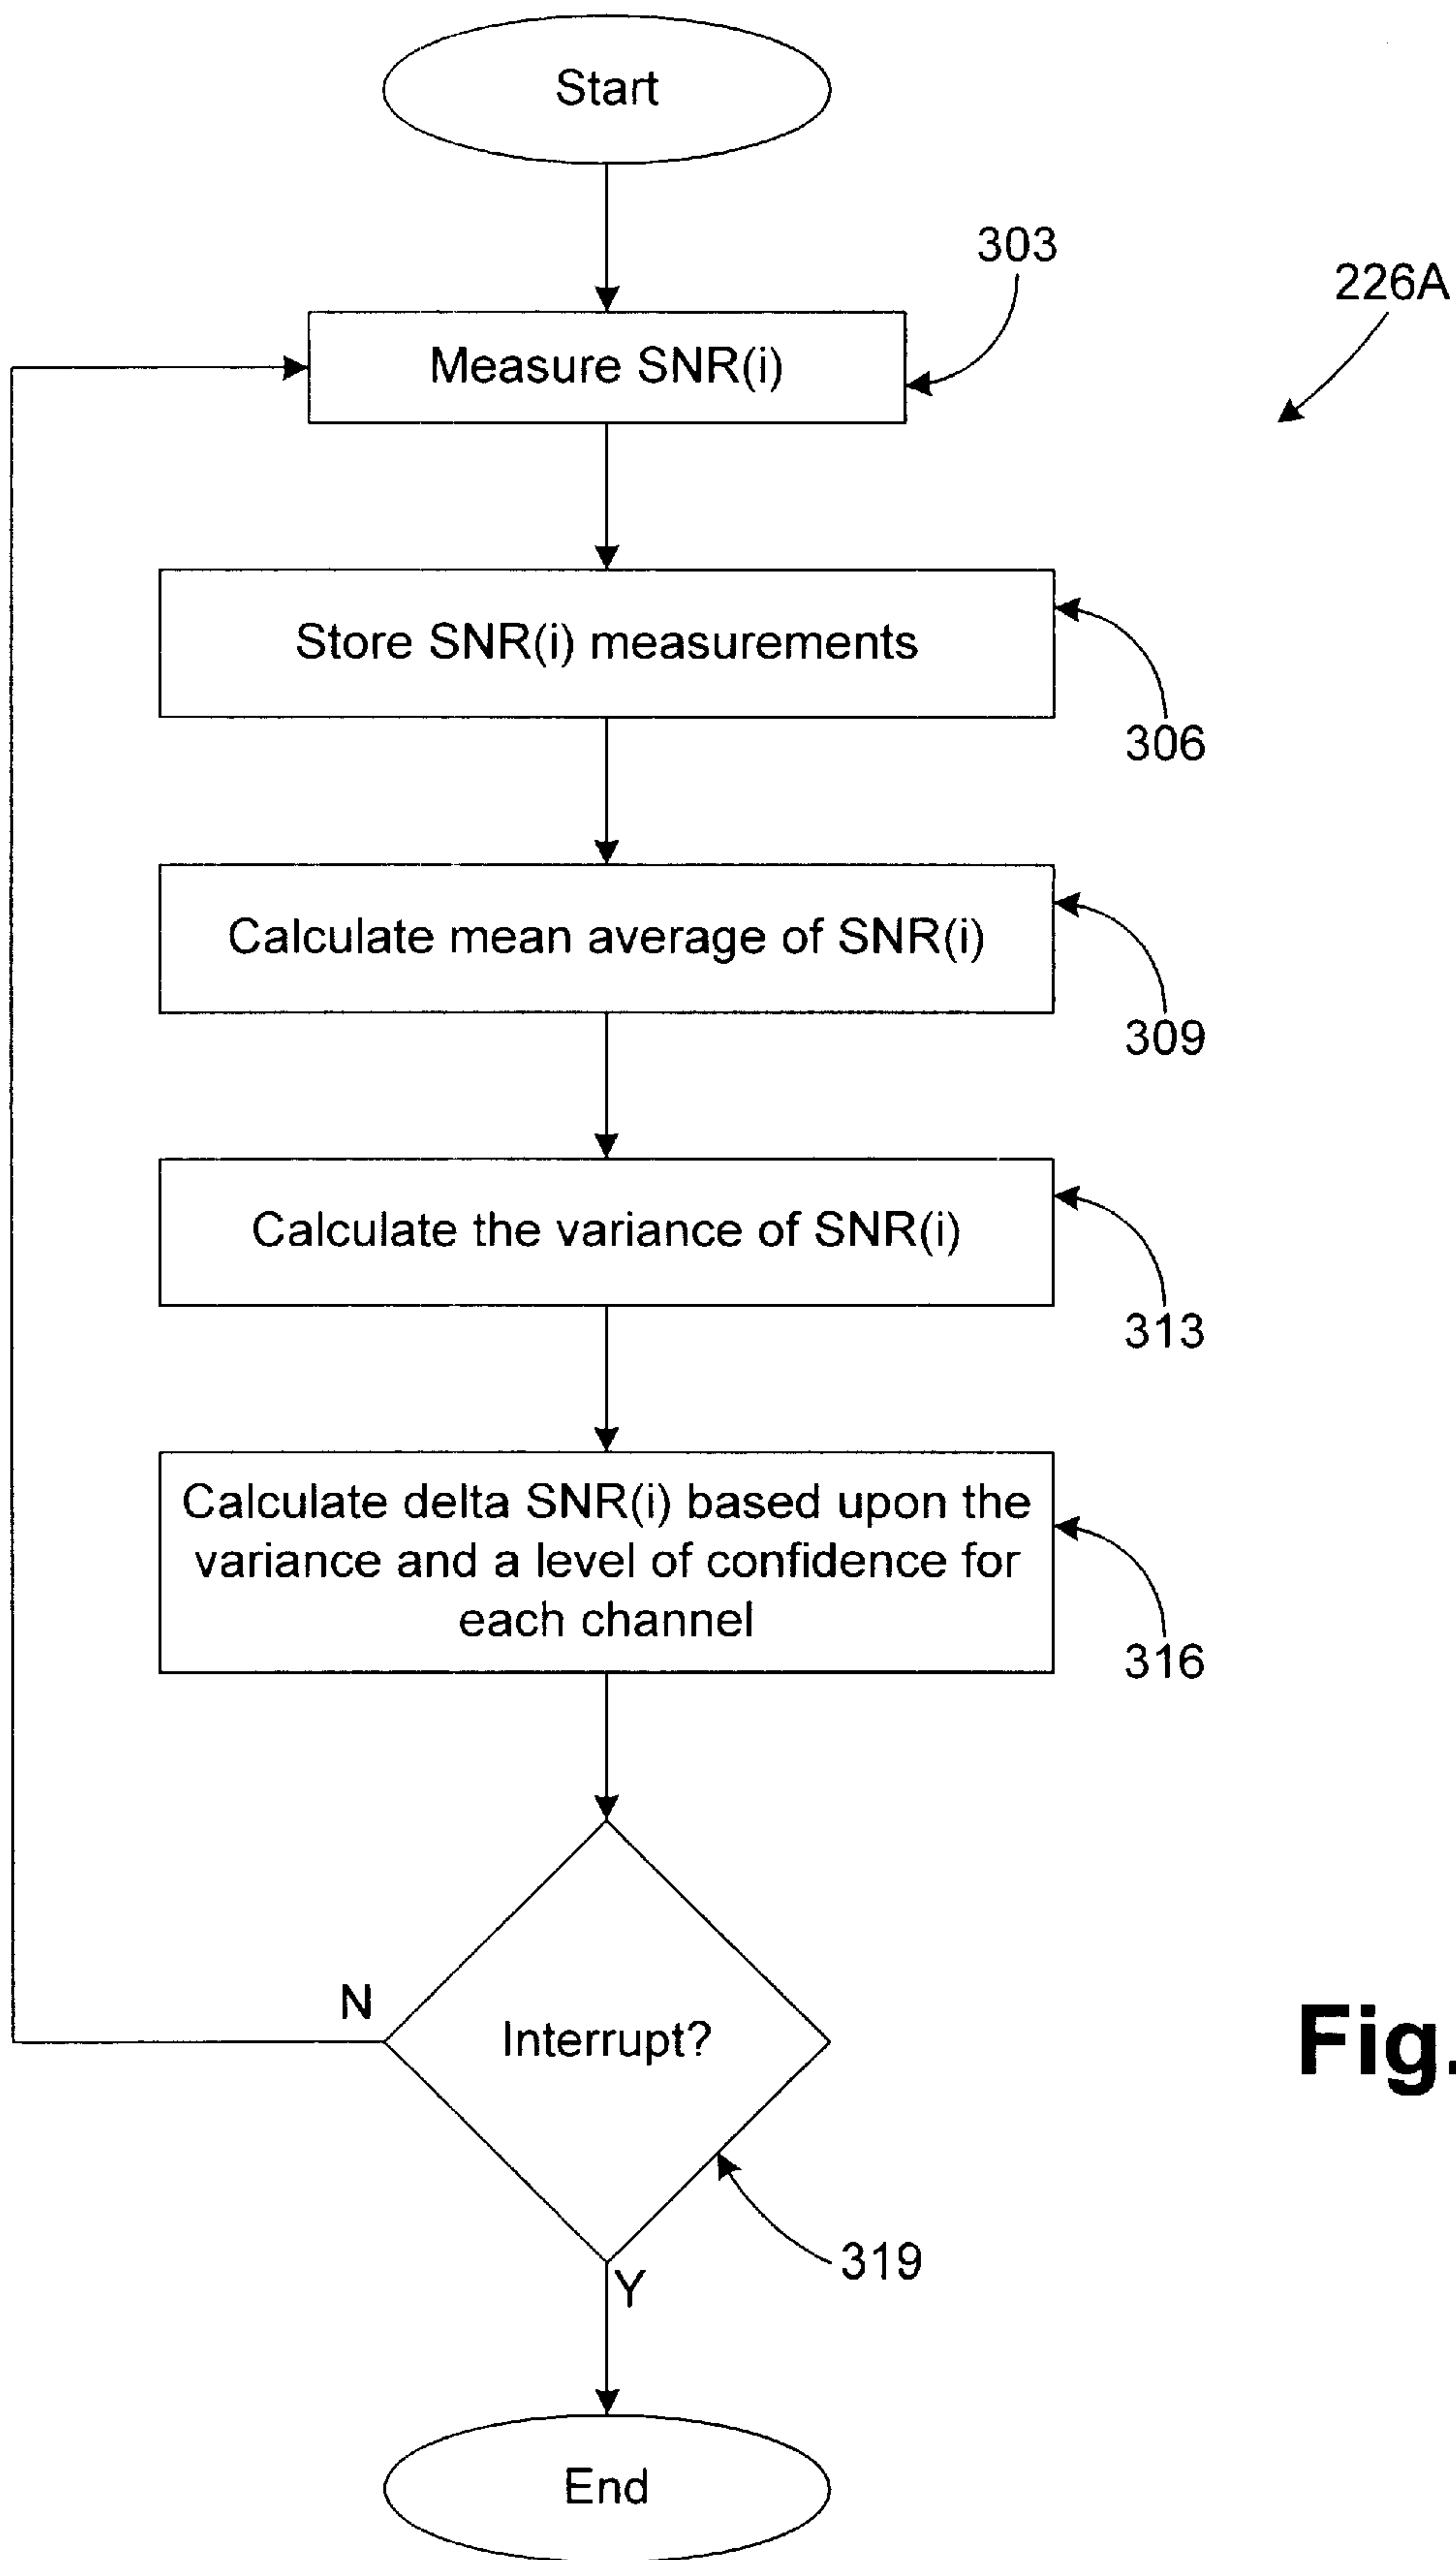 Start
303
226A
Measure SNR(i)
Store SNR(i) measurements
306
Calculate mean average of SNR(i)
309
Calculate the variance of SNR(i)
313
Calculate delta SNR(i) based upon the
variance and a level of confidence for
each channel
316
N
Interrupt?
Fig.
319
Y
End